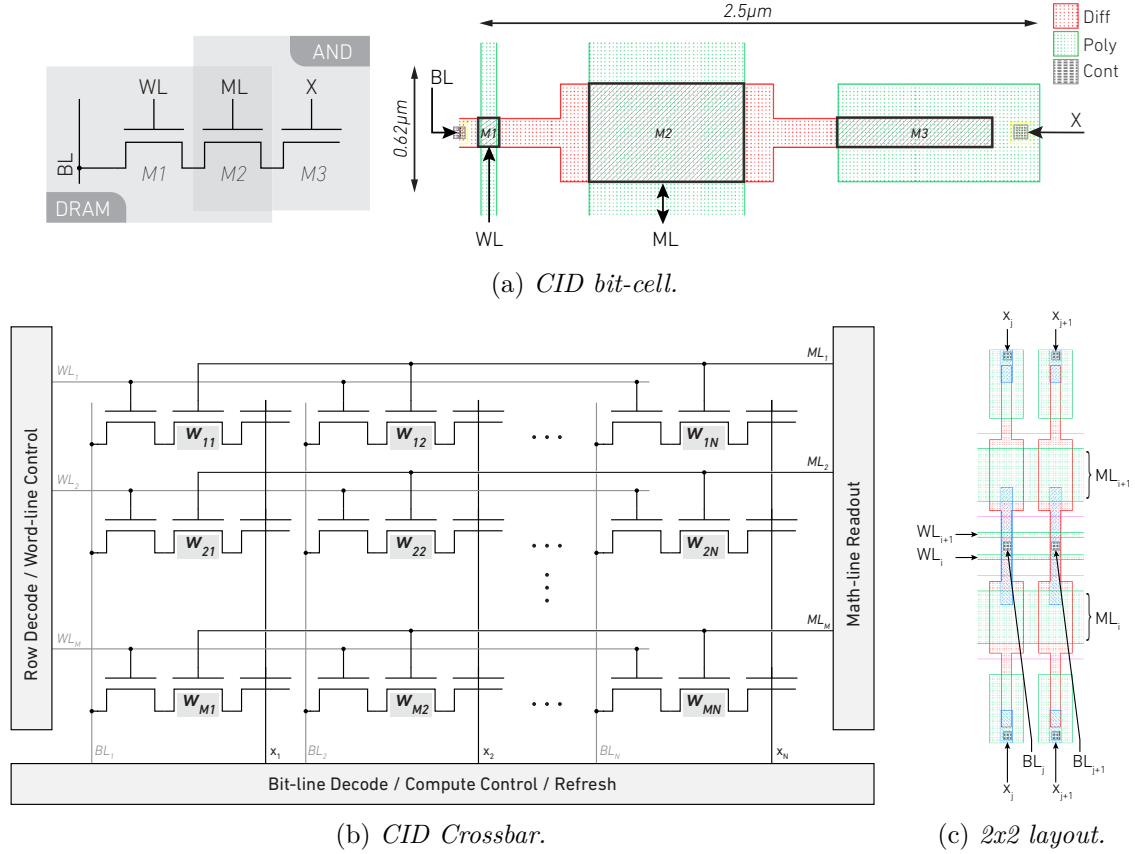 2.5µm
Diff
Poly
Cont
AND
WL ML X
BL
M1 M2 M3
DRAM
0.62µm
BL
M1
M2
M3
X
WL
ML
(a) CID bit-cell.
Row Decode / Word-line Control
WL1
ML1
W11 W12 ... W1N
WL2
ML2
W21 W22 ... W2N
WLM
MLM
WM1 WM2 ... WMN
BL1 x1 BL2 x2 BLN xN
Math-line Readout
Bit-line Decode / Compute Control / Refresh
(b) CID Crossbar.
xj xj+1
MLi+1
WLi+1
WLi
MLi
BLj BLj+1
xj xj+1
(c) 2x2 layout.